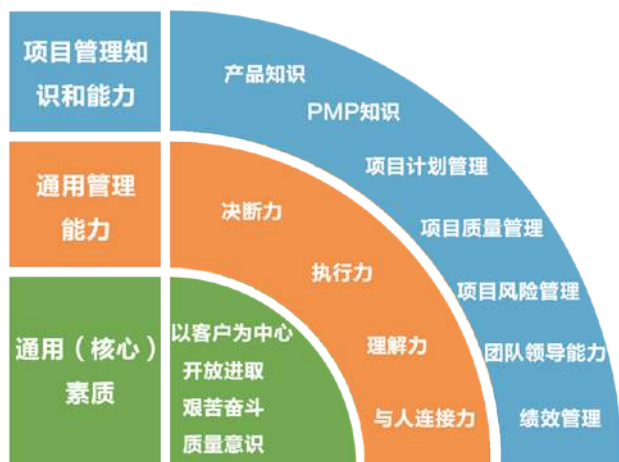 项目管理知
识和能力
产品知识
PMP知识
项目计划管理
项目质量管理
项目风险管理
团队领导能力
绩效管理
通用管理
能力
决断力
执行力
理解力
与人连接力
通用（核心）
素质
以客户为中心
开放进取
艰苦奋斗
质量意识